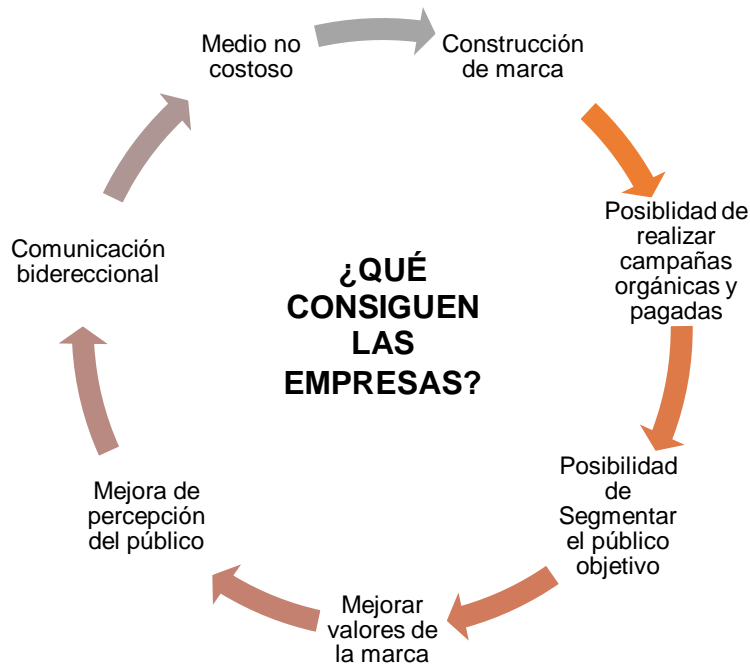 Medio no
costoso
Construcción
de marca
Posiblidad de
realizar
campañas
orgánicas y
pagadas
Posibilidad
de
Segmentar
el público
objetivo
Mejorar
valores de
la marca
Mejora de
percepción
del público
Comunicación
bidereccional
¿QUÉ
CONSIGUEN
LAS
EMPRESAS?